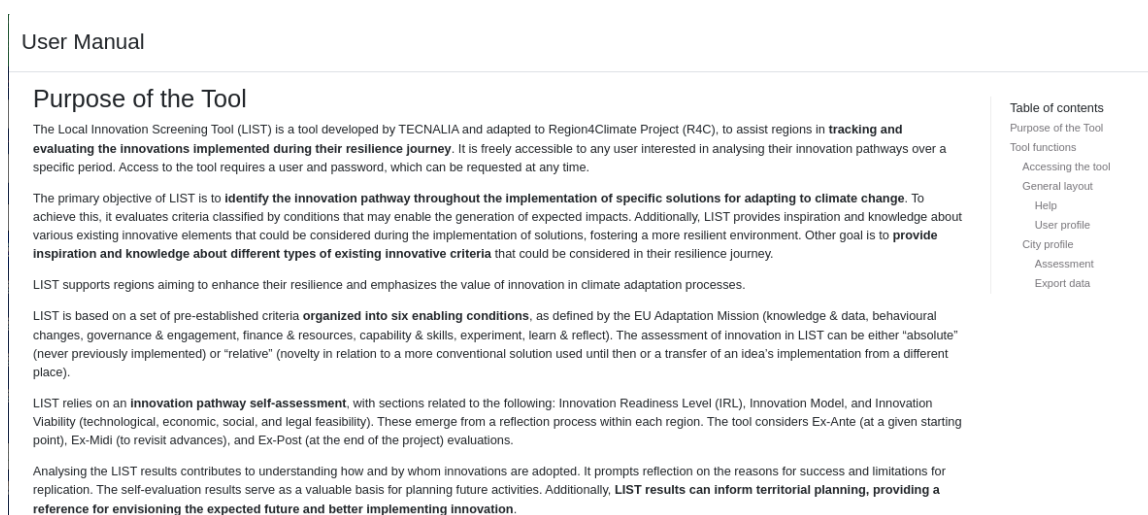 User Manual
Purpose of the Tool
The Local Innovation Screening Tool (LIST) is a tool developed by TECNALIA and adapted to Region4Climate Project (R4C), to assist regions in tracking and
evaluating the innovations implemented during their resilience journey. It is freely accessible to any user interested in analysing their innovation pathways over a
specific period. Access to the tool requires a user and password, which can be requested at any time.
The primary objective of LIST is to identify the innovation pathway throughout the implementation of specific solutions for adapting to climate change. To
achieve this, it evaluates criteria classified by conditions that may enable the generation of expected impacts. Additionally, LIST provides inspiration and knowledge about
various existing innovative elements that could be considered during the implementation of solutions, fostering a more resilient environment. Other goal is to provide
inspiration and knowledge about different types of existing innovative criteria that could be considered in their resilience journey.
LIST supports regions aiming to enhance their resilience and emphasizes the value of innovation in climate adaptation processes.
LIST is based on a set of pre-established criteria organized into six enabling conditions, as defined by the EU Adaptation Mission (knowledge & data, behavioural
changes, governance & engagement, finance & resources, capability & skills, experiment, learn & reflect). The assessment of innovation in LIST can be either “absolute”
(never previously implemented) or “relative” (novelty in relation to a more conventional solution used until then or a transfer of an idea’s implementation from a different
place).
LIST relies on an innovation pathway self-assessment, with sections related to the following: Innovation Readiness Level (IRL), Innovation Model, and Innovation
Viability (technological, economic, social, and legal feasibility). These emerge from a reflection process within each region. The tool considers Ex-Ante (at a given starting
point), Ex-Midi (to revisit advances), and Ex-Post (at the end of the project) evaluations.
Analysing the LIST results contributes to understanding how and by whom innovations are adopted. It prompts reflection on the reasons for success and limitations for
replication. The self-evaluation results serve as a valuable basis for planning future activities. Additionally, LIST results can inform territorial planning, providing a
reference for envisioning the expected future and better implementing innovation.
Table of contents
Purpose of the Tool
Tool functions
Accessing the tool
General layout
Help
User profile
City profile
Assessment
Export data